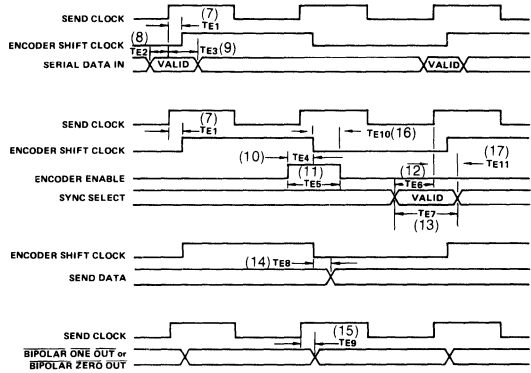 SEND CLOCK
(7)
TE1
ENCODER SHIFT CLOCK
(8)
TE2
TE3 (9)
SERIAL DATA IN
VALID
VALID
SEND CLOCK
(7)
TE1
TE10 (16)
ENCODER SHIFT CLOCK
(10)
TE4
(17)
TE11
ENCODER ENABLE
(11)
TE5
(12)
TE6
SYNC SELECT
VALID
TE7
(13)
ENCODER SHIFT CLOCK
(14) TE8
SEND DATA
SEND CLOCK
(15)
TE9
BIPOLAR ONE OUT or
BIPOLAR ZERO OUT